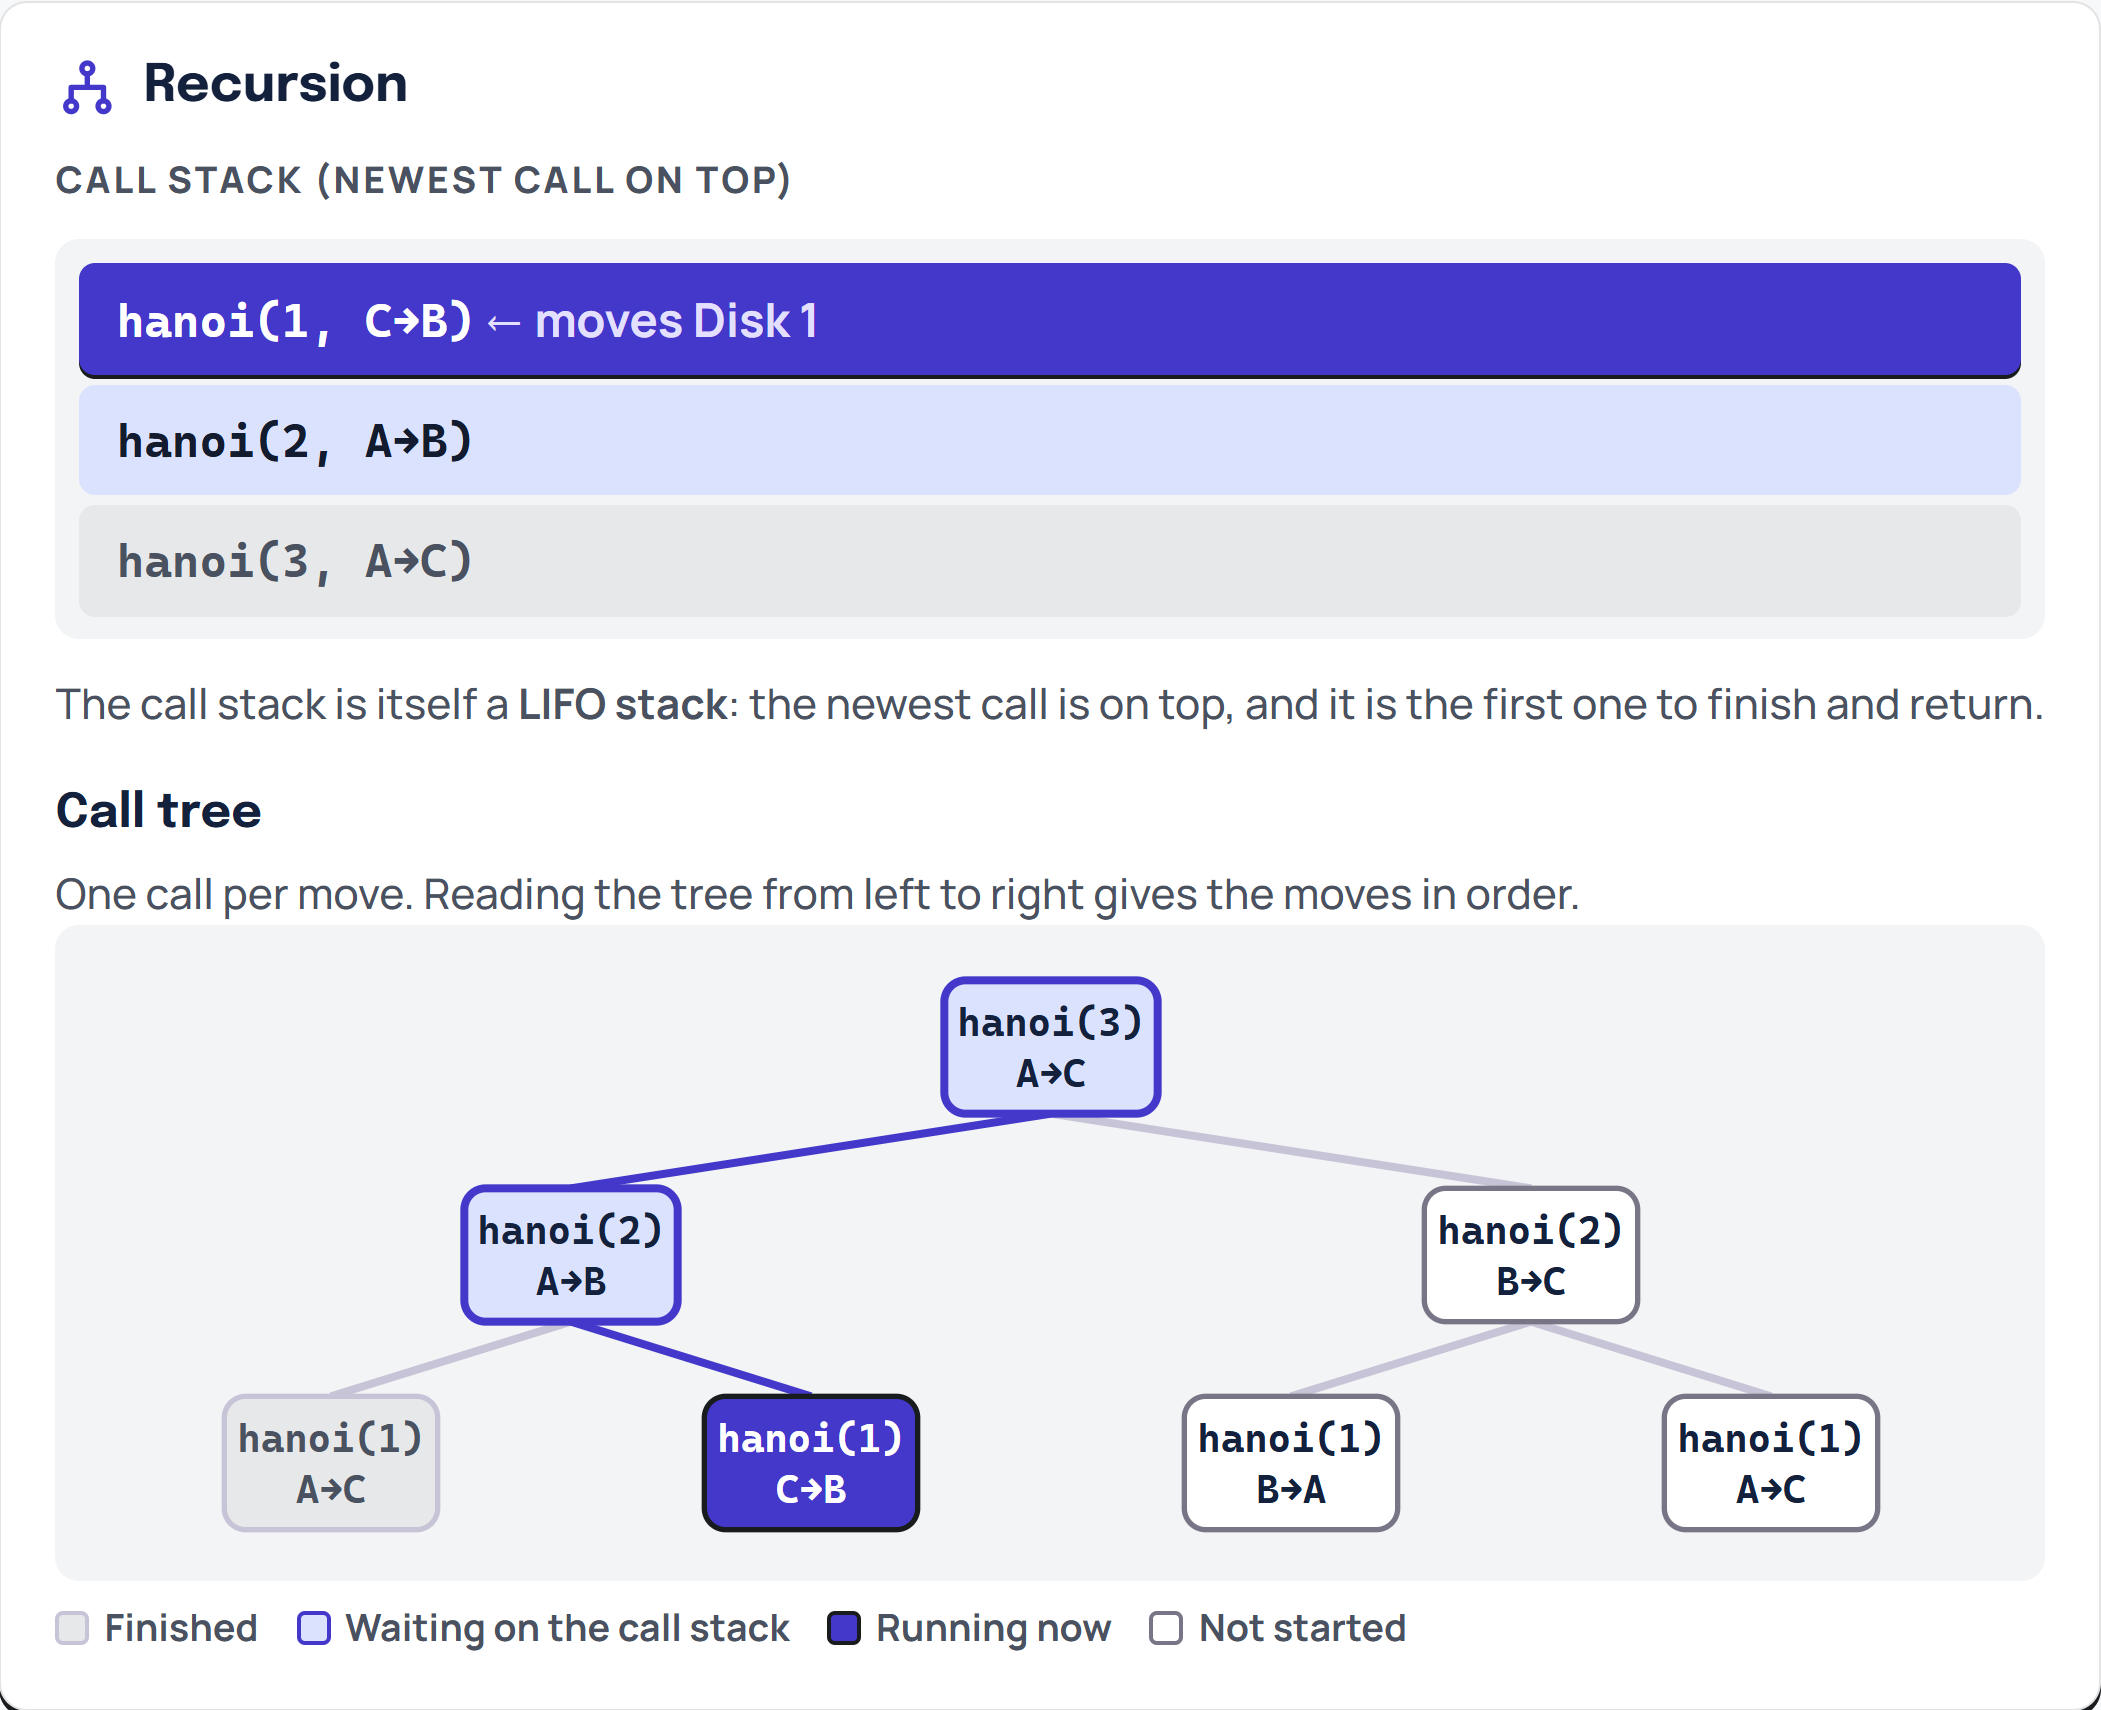 Recursion
CALL STACK (NEWEST CALL ON TOP)
hanoi(1, C→B) ← moves Disk 1
hanoi(2, A→B)
hanoi(3, A→C)
The call stack is itself a LIFO stack: the newest call is on top, and it is the first one to finish and return.
Call tree
One call per move. Reading the tree from left to right gives the moves in order.
hanoi(3)
A→C
hanoi(2)
A→B
hanoi(2)
B→C
hanoi(1)
A→C
hanoi(1)
C→B
hanoi(1)
B→A
hanoi(1)
A→C
Finished
Waiting on the call stack
Running now
Not started